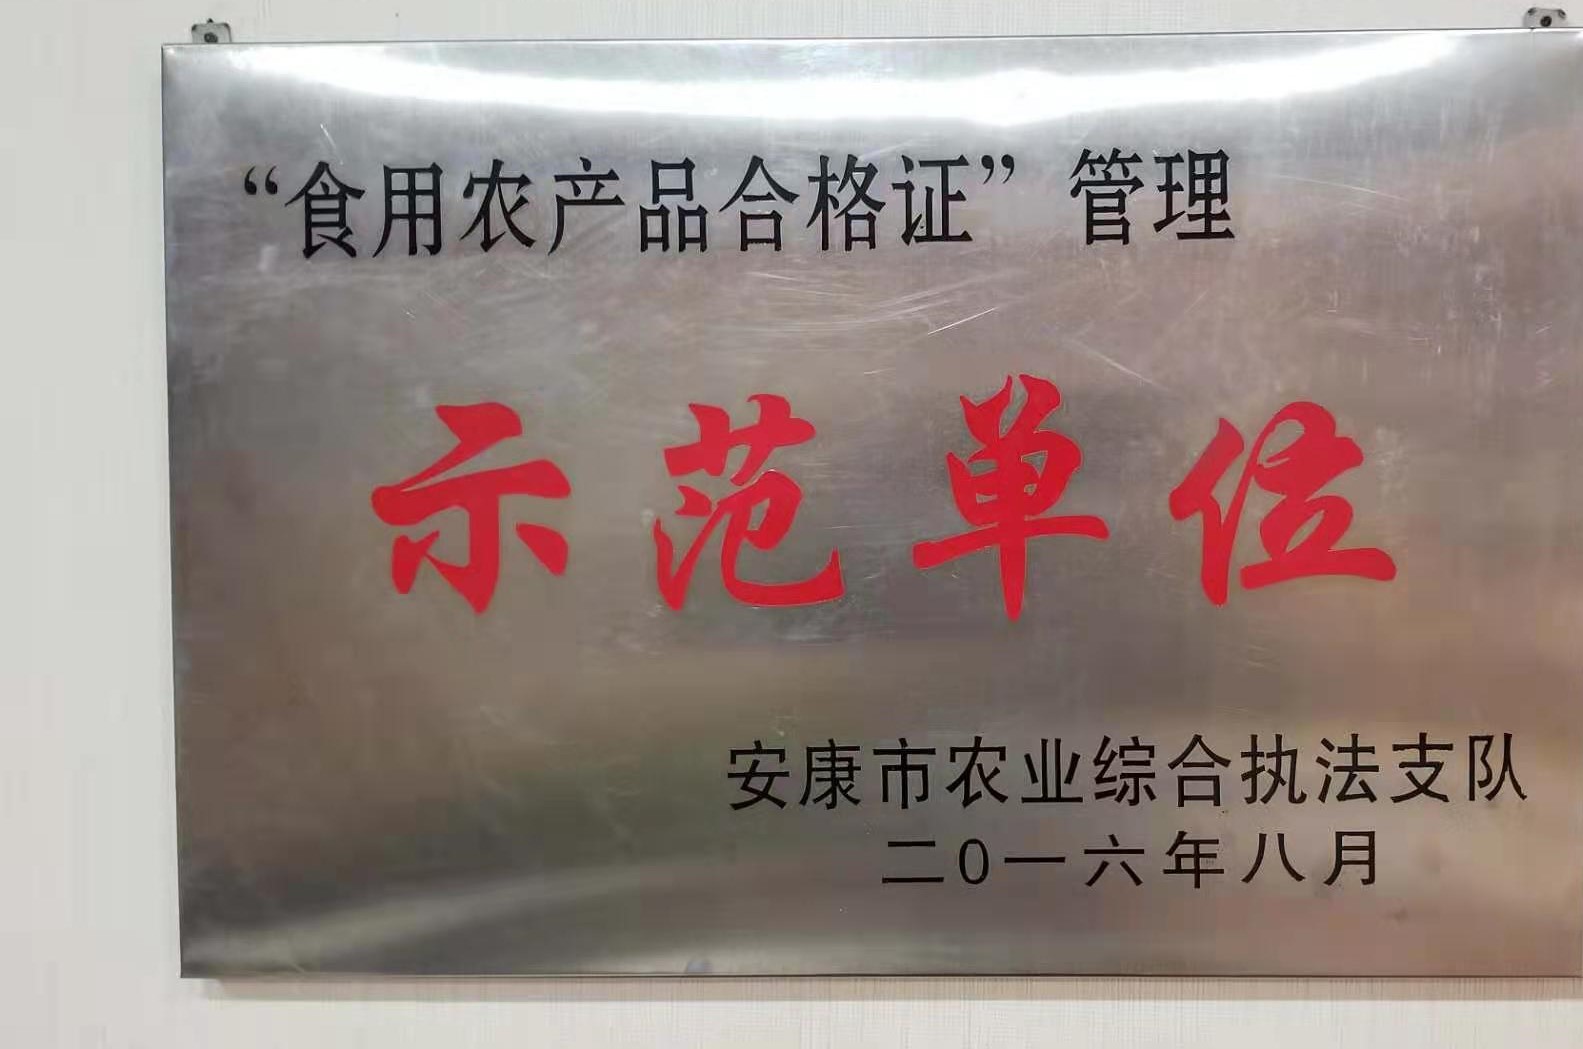 “食用农产品合格证”管理
示范单位
安康市农业综合执法支队
二0一六年八月